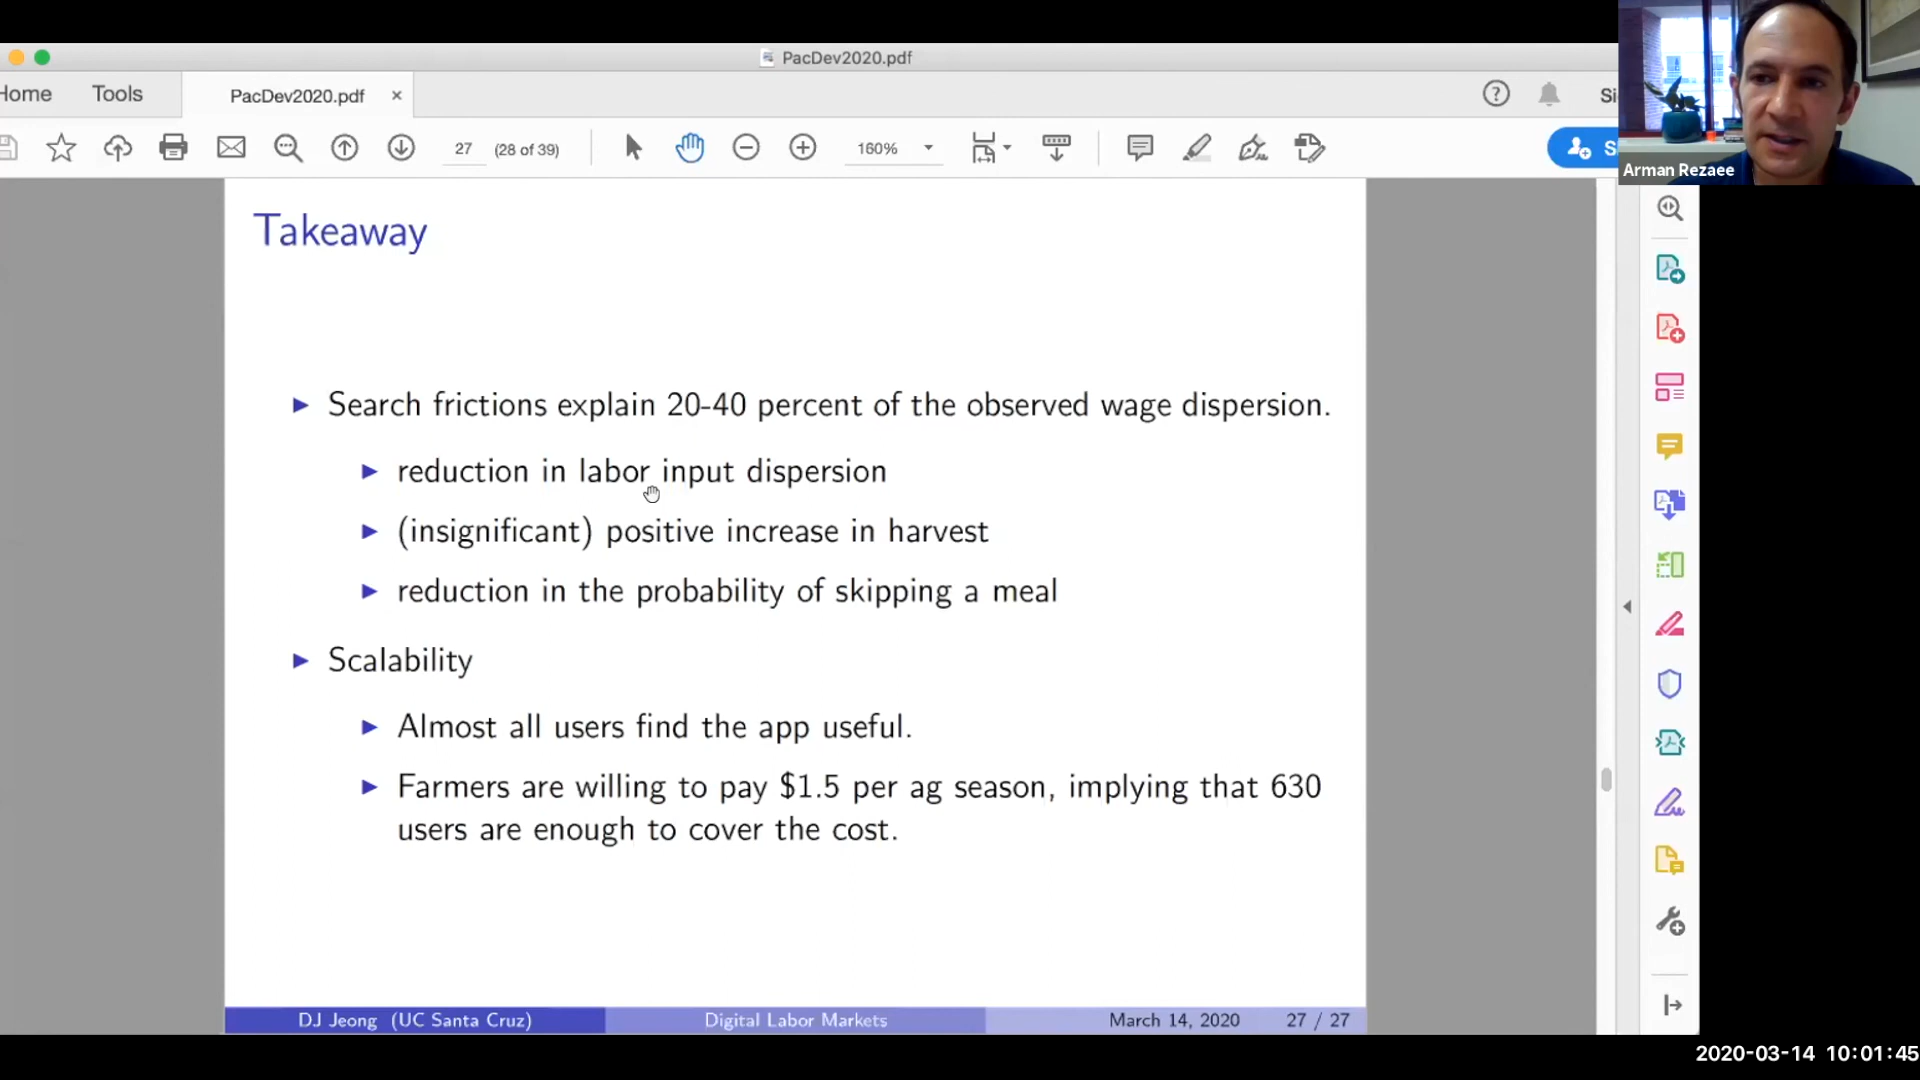 PacDev2020.pdf
Home
Tools
PacDev2020.pdf ×
27 (28 of 39)
160%
Arman Rezaee
Takeaway
Search frictions explain 20-40 percent of the observed wage dispersion.
reduction in labor input dispersion
(insignificant) positive increase in harvest
reduction in the probability of skipping a meal
Scalability
Almost all users find the app useful.
Farmers are willing to pay $1.5 per ag season, implying that 630
users are enough to cover the cost.
DJ Jeong (UC Santa Cruz)
Digital Labor Markets
March 14, 2020
27 / 27
2020-03-14 10:01:45